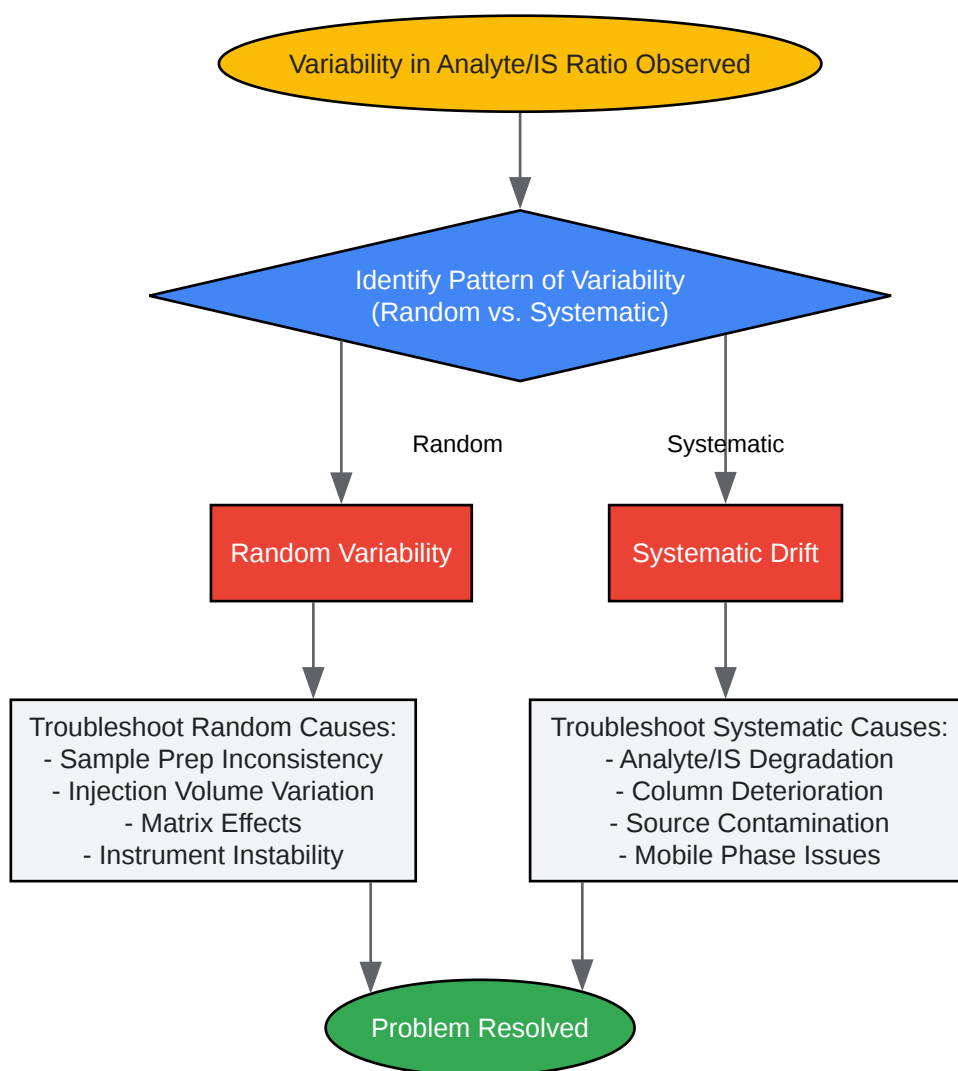 Variability in Analyte/IS Ratio Observed
Identify Pattern of Variability
(Random vs. Systematic)
Random
Systematic
Random Variability
Systematic Drift
Troubleshoot Random Causes:
- Sample Prep Inconsistency
- Injection Volume Variation
- Matrix Effects
- Instrument Instability
Troubleshoot Systematic Causes:
- Analyte/IS Degradation
- Column Deterioration
- Source Contamination
- Mobile Phase Issues
Problem Resolved